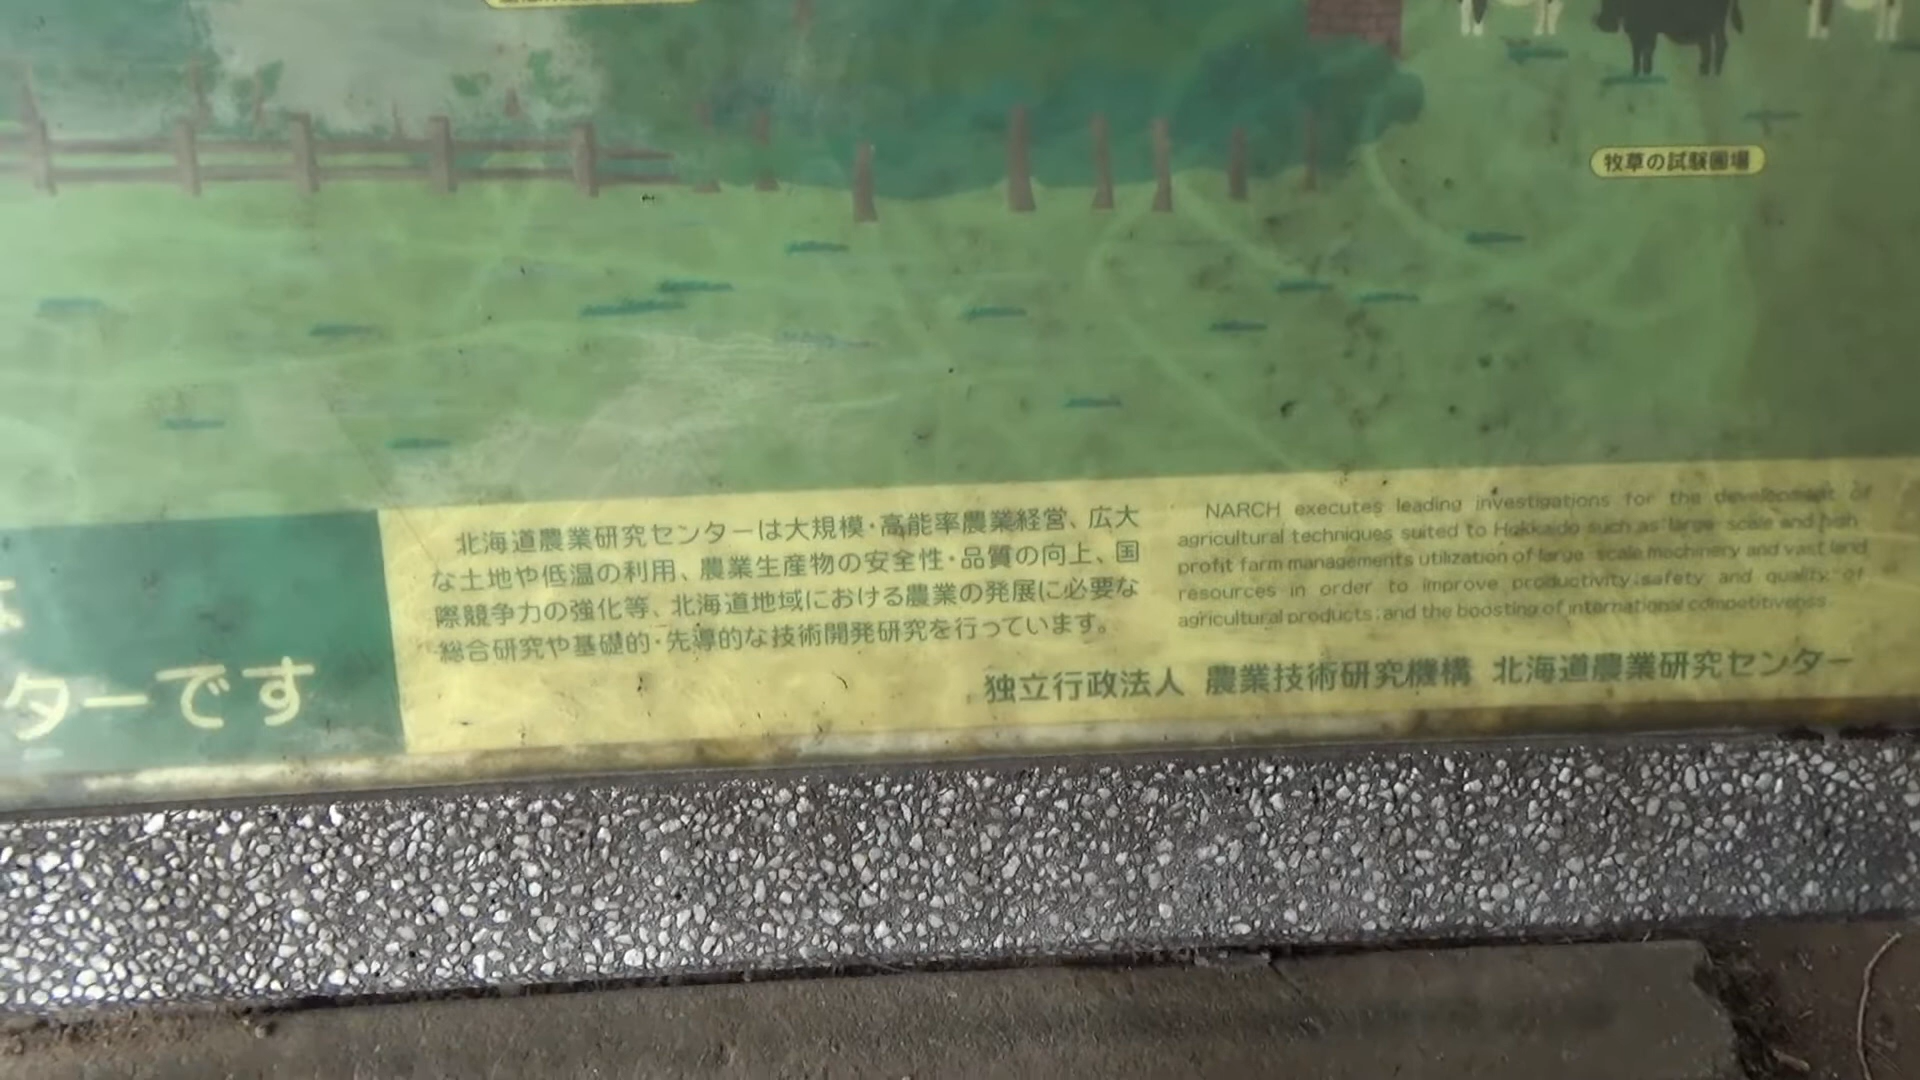 牧草の試験圃場
ターです
北海道農業研究センターは大規模・高能率農業経営、広大
な土地や低温の利用、農業生産物の安全性・品質の向上、国
際競争力の強化等、北海道地域における農業の発展に必要な
総合研究や基礎的・先導的な技術開発研究を行っています。
NARCH executes leading investigations for the development of
agricultural techniques suited to Hokkaido such as large scale and high
profit farm managements utilization of large scale machinery and vast land
resources in order to improve productivity safety and quality of
agricultural products and the boosting of international competitivenss
独立行政法人 農業技術研究機構 北海道農業研究センター